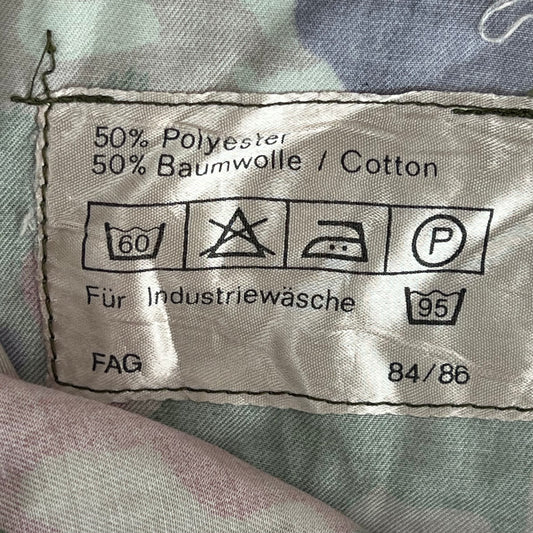 50% Polyester
50% Baumwolle / Cotton
60 P
Für Industriewäsche 95
FAG 84/86